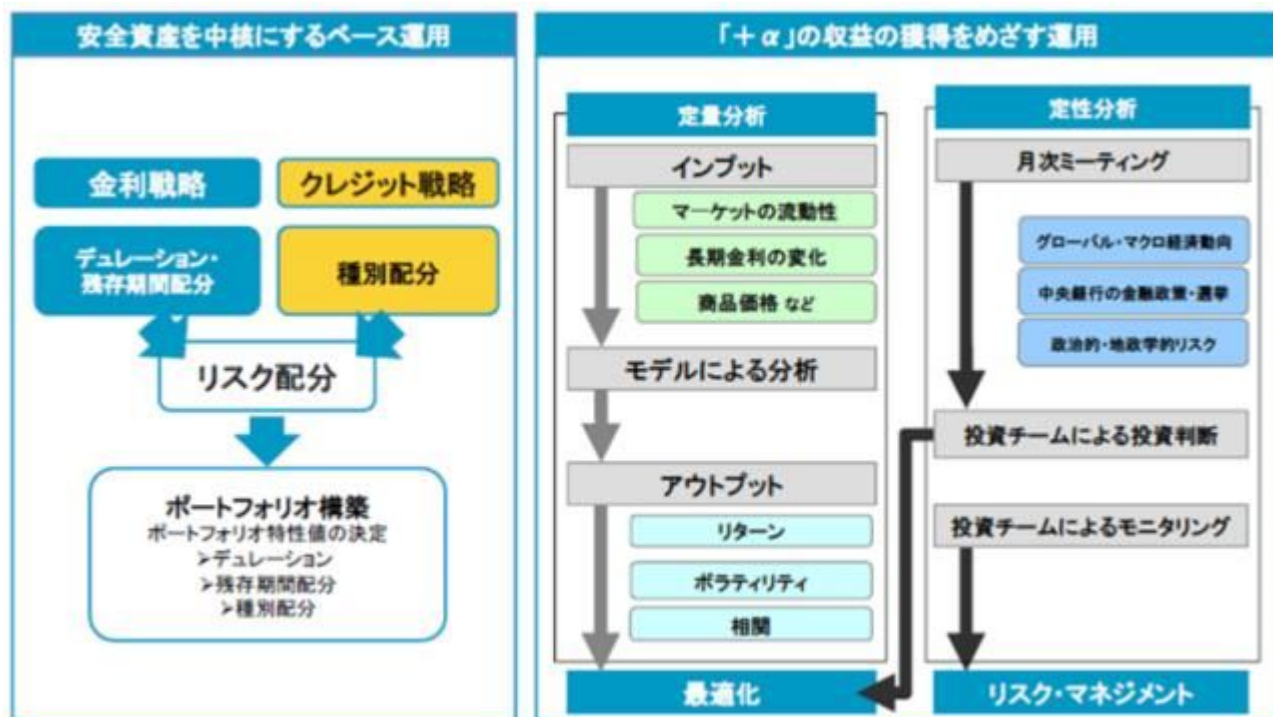 安全資産を中核にするベース運用
金利戦略
クレジット戦略
デュレーション・
残存期間配分
種別配分
リスク配分
ポートフォリオ構築
ポートフォリオ特性値の決定
➢デュレーション
➢残存期間配分
➢種別配分
「+α」の収益の獲得をめざす運用
定量分析
インプット
マーケットの流動性
長期金利の変化
商品価格 など
モデルによる分析
アウトプット
リターン
ボラティリティ
相関
最適化
定性分析
月次ミーティング
グローバル・マクロ経済動向
中央銀行の金融政策・選挙
政治的・地政学的リスク
投資チームによる投資判断
投資チームによるモニタリング
リスク・マネジメント